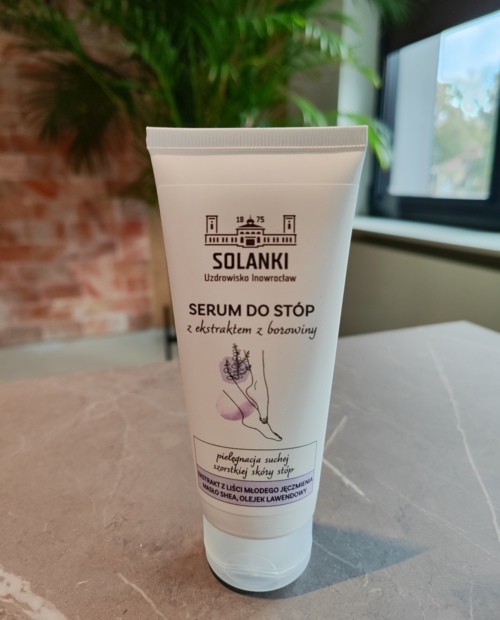 18 75
SOLANKI
Uzdrowisko Inowrocław
SERUM DO STÓP
z ekstraktem z borowiny
pielęgnacja suchej
szorstkiej skóry stóp
EKSTRAKT Z LIŚCI MŁODEGO JĘCZMIENIA
MASŁO SHEA, OLEJEK LAWENDOWY